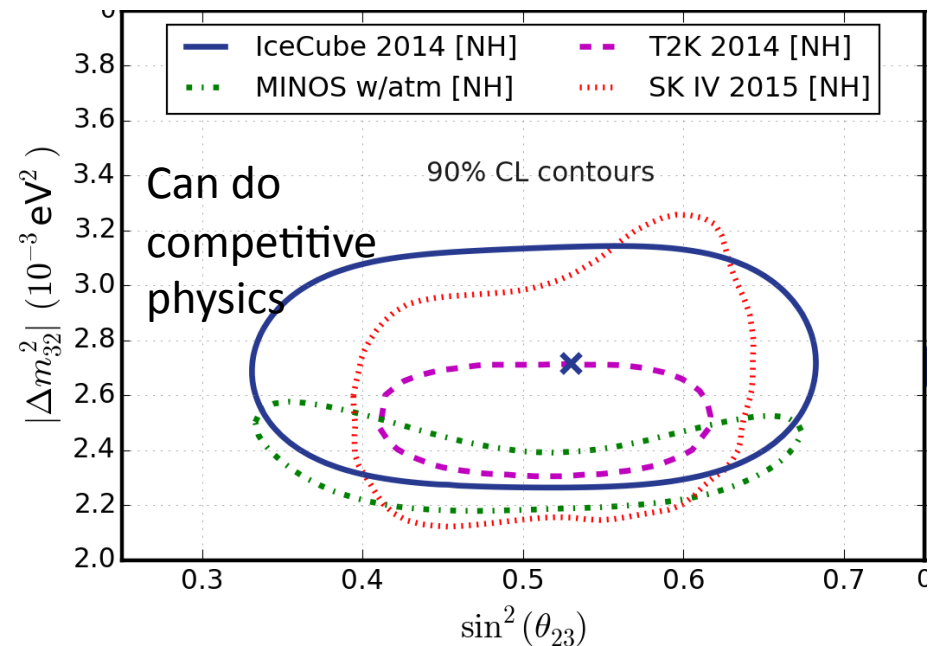 IceCube 2014 [NH]
T2K 2014 [NH]
MINOS w/atm [NH]
SK IV 2015 [NH]
90% CL contours
Can do
competitive
physics
|Δm²₃₂| (10⁻³ eV²)
3.8
3.6
3.4
3.2
3.0
2.8
2.6
2.4
2.2
2.0
0.3
0.4
0.5
0.6
0.7
sin² (θ₂₃)